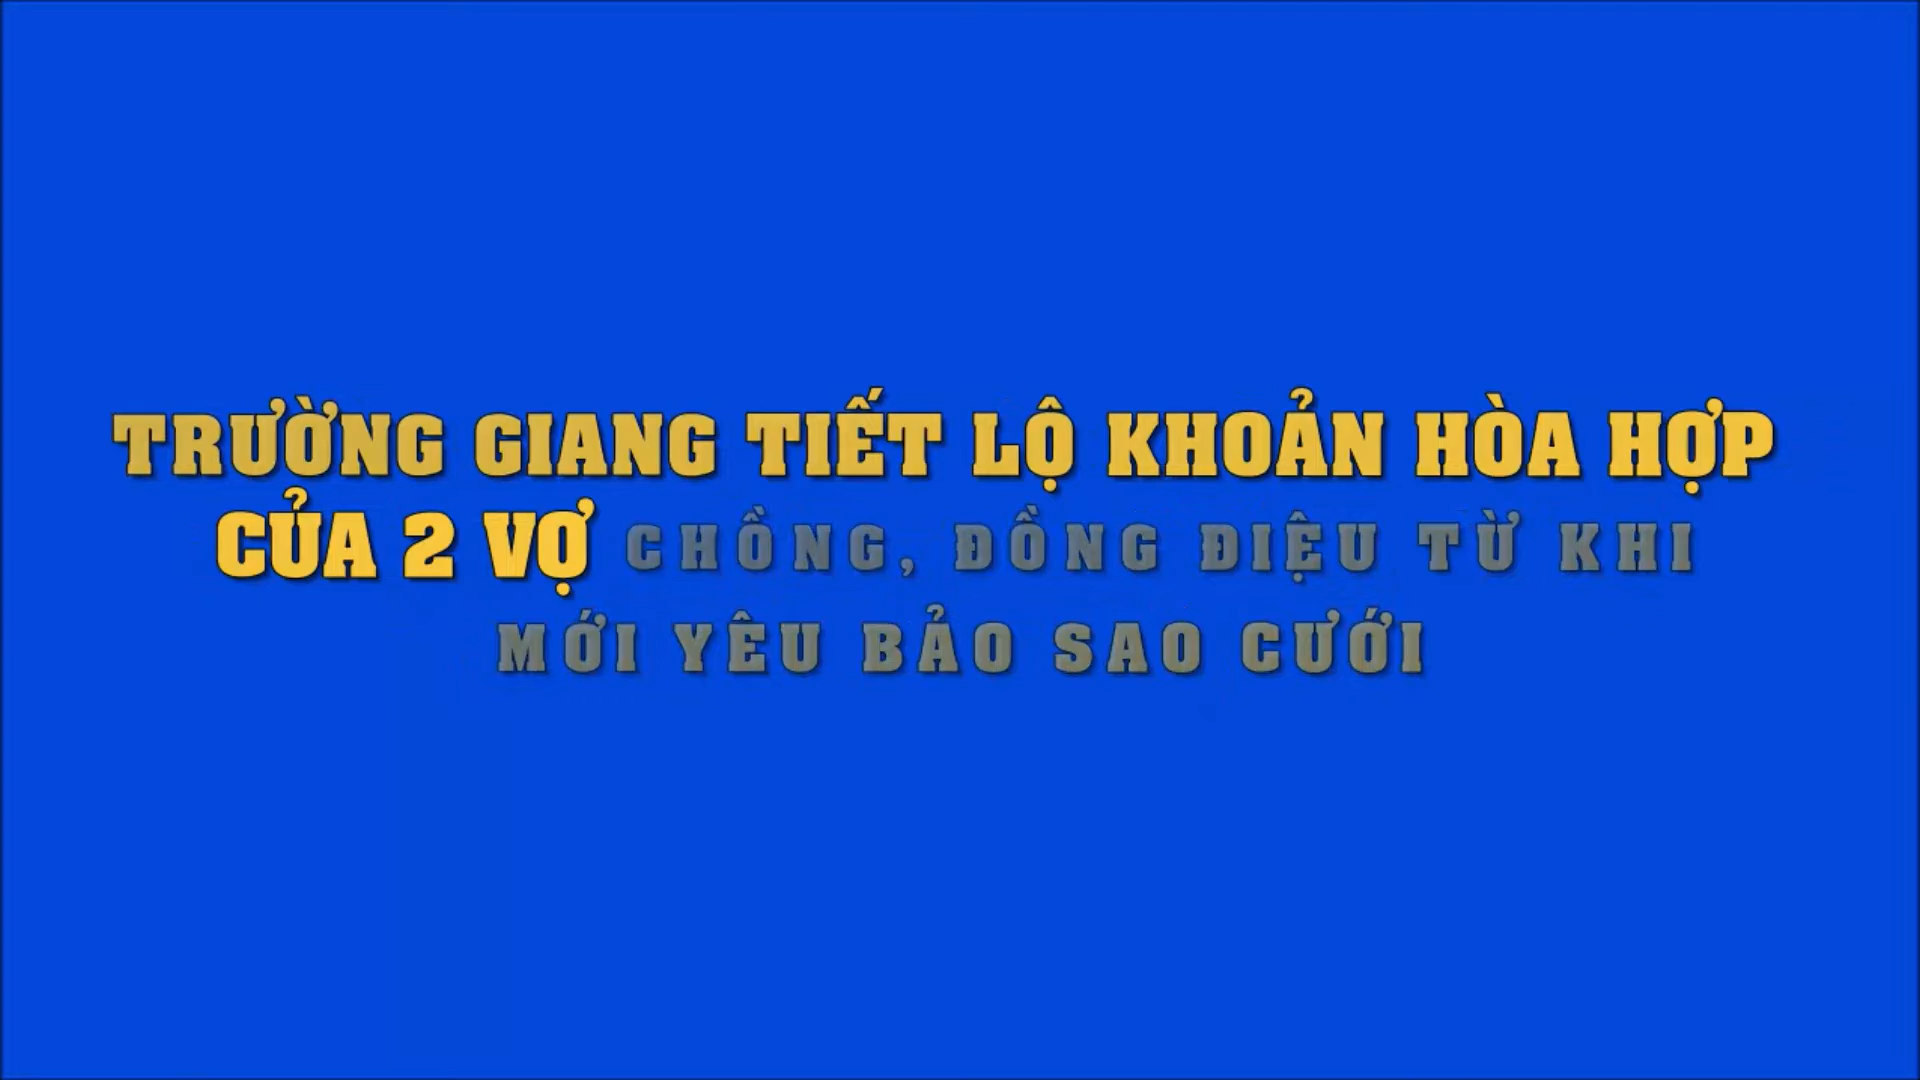 TRƯỜNG GIANG TIẾT LỘ KHOẢN HÒA HỢP
CỦA 2 VỢ CHỒNG, ĐỒNG ĐIỆU TỪ KHI
MỚI YÊU BẢO SAO CƯỚI